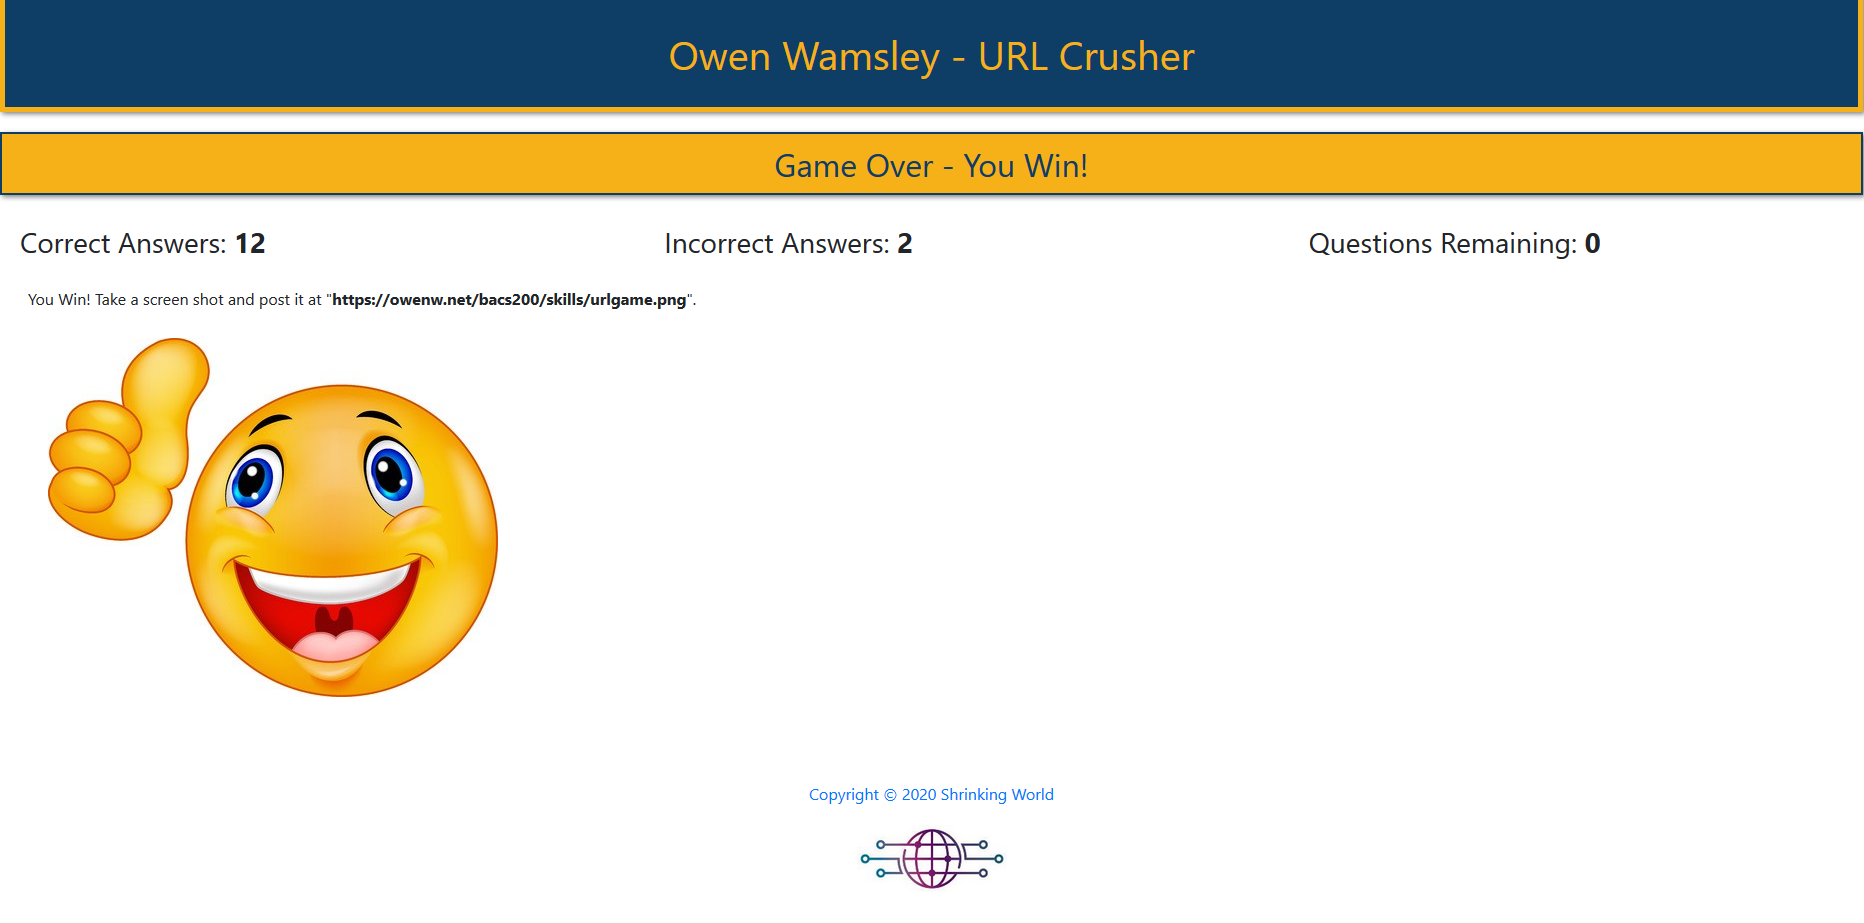 Owen Wamsley - URL Crusher
Game Over - You Win!
Correct Answers: 12
Incorrect Answers: 2
Questions Remaining: 0
You Win! Take a screen shot and post it at "https://owenw.net/bacs200/skills/urlgame.png".
Copyright © 2020 Shrinking World